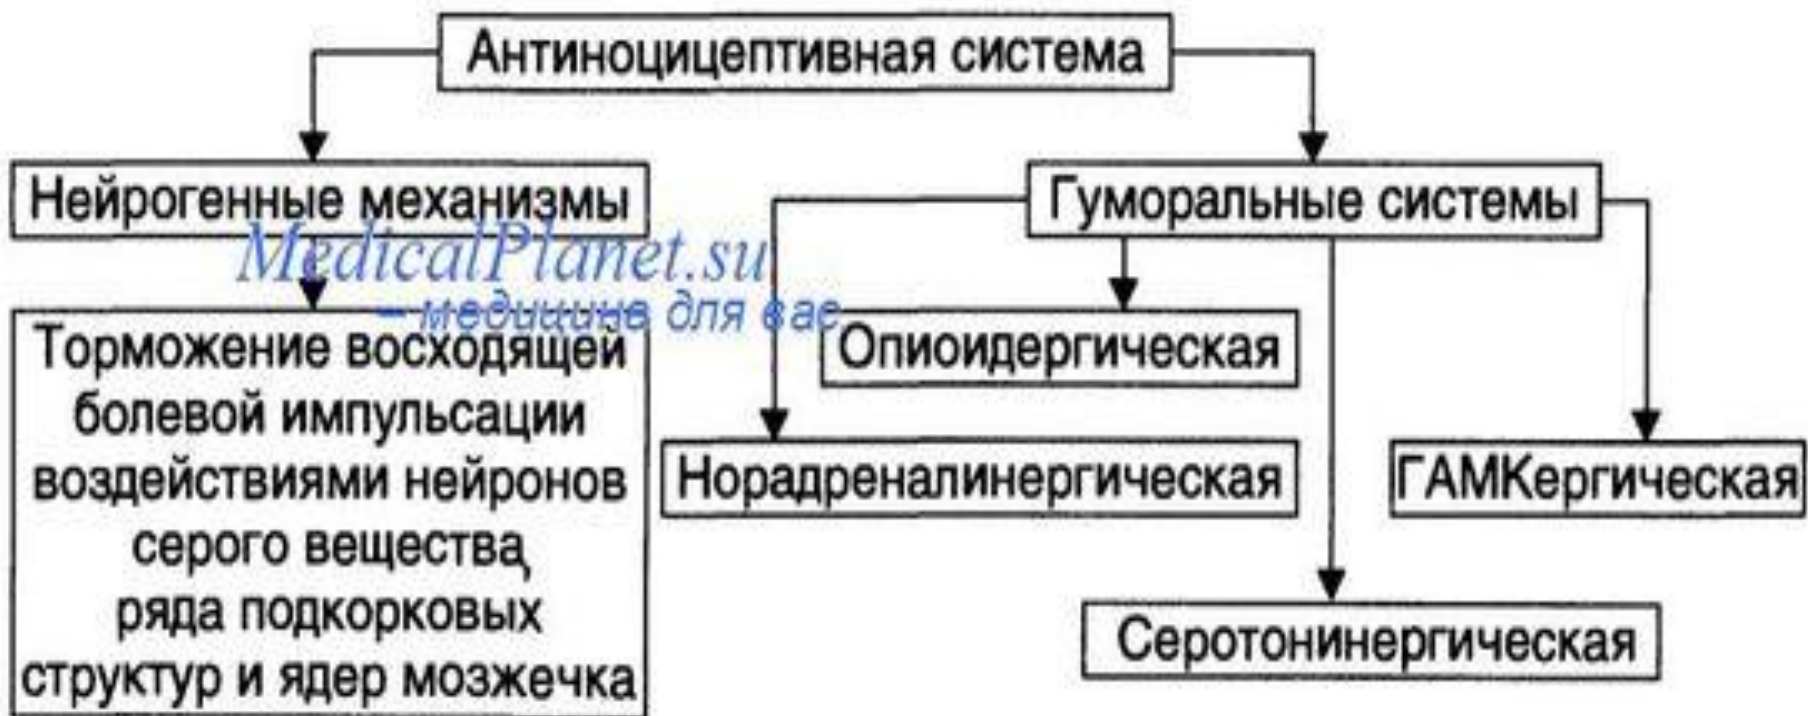 Антиноцицептивная система
Нейрогенные механизмы
Гуморальные системы
MedicalPlanet.su
– медицина для вас
Торможение восходящей
болевой импульсации
воздействиями нейронов
серого вещества,
ряда подкорковых
структур и ядер мозжечка
Опиоидергическая
Норадреналинергическая
ГАМКергическая
Серотонинергическая